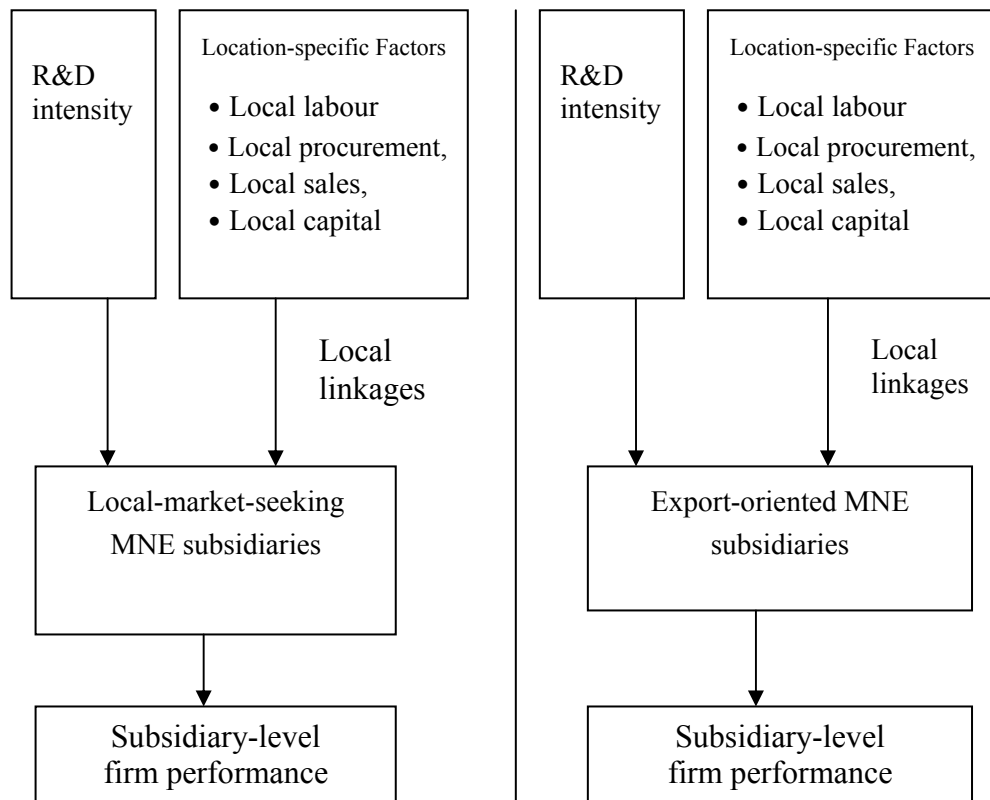 R&D
intensity
Location-specific Factors
• Local labour
• Local procurement,
• Local sales,
• Local capital
Local
linkages
Local-market-seeking
MNE subsidiaries
Subsidiary-level
firm performance
R&D
intensity
Location-specific Factors
• Local labour
• Local procurement,
• Local sales,
• Local capital
Local
linkages
Export-oriented MNE
subsidiaries
Subsidiary-level
firm performance